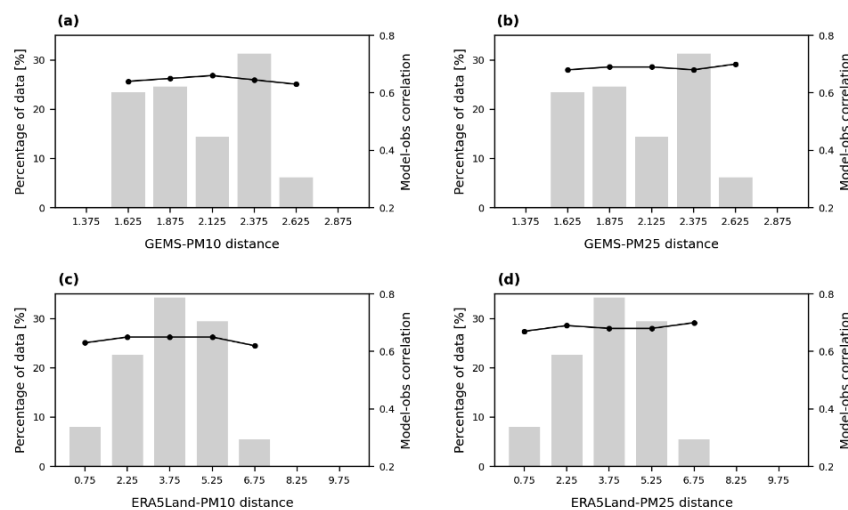 (a)
30
20
10
0
Percentage of data [%]
0.8
0.6
0.4
0.2
Model-obs correlation
1.375 1.625 1.875 2.125 2.375 2.625 2.875
GEMS-PM10 distance
(b)
30
20
10
0
Percentage of data [%]
0.8
0.6
0.4
0.2
Model-obs correlation
1.375 1.625 1.875 2.125 2.375 2.625 2.875
GEMS-PM25 distance
(c)
30
20
10
0
Percentage of data [%]
0.8
0.6
0.4
0.2
Model-obs correlation
0.75 2.25 3.75 5.25 6.75 8.25 9.75
ERA5Land-PM10 distance
(d)
30
20
10
0
Percentage of data [%]
0.8
0.6
0.4
0.2
Model-obs correlation
0.75 2.25 3.75 5.25 6.75 8.25 9.75
ERA5Land-PM25 distance